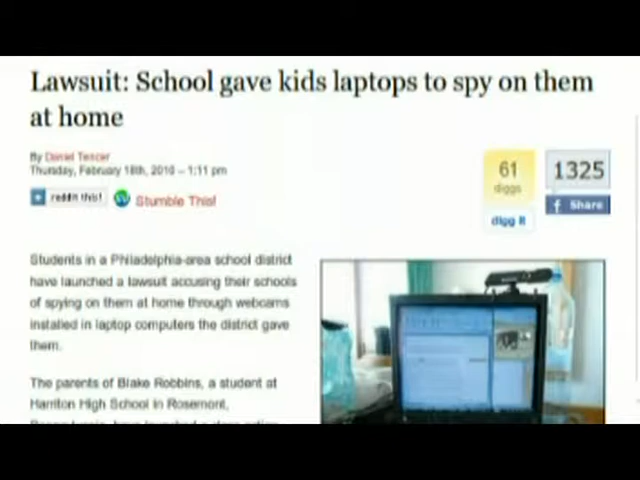 Lawsuit: School gave kids laptops to spy on them
at home
By Daniel Tencer
Thursday, February 18th, 2010 – 1:11 pm
61
diggs
digg it
1325
Share
reddit this!
Stumble This!
Students in a Philadelphia-area school district
have launched a lawsuit accusing their schools
of spying on them at home through webcams
installed in laptop computers the district gave
them.
The parents of Blake Robbins, a student at
Harriton High School in Rosemont,